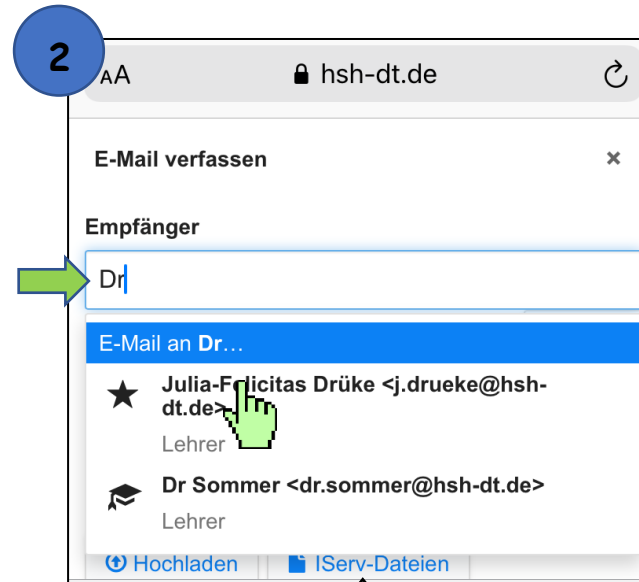 2
AA hsh-dt.de
E-Mail verfassen ×
Empfänger
Dr
E-Mail an Dr…
Julia-Felicitas Drüke <j.drueke@hsh-
dt.de>
Lehrer
Dr Sommer <dr.sommer@hsh-dt.de>
Lehrer
Hochladen IServ-Dateien